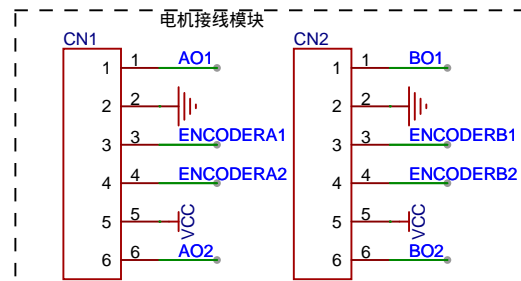 电机接线模块
CN1
1 1 AO1
2 2
3 3 ENCODERA1
4 4 ENCODERA2
5 5 VCC
6 6 AO2
CN2
1 1 BO1
2 2
3 3 ENCODERB1
4 4 ENCODERB2
5 5 VCC
6 6 BO2